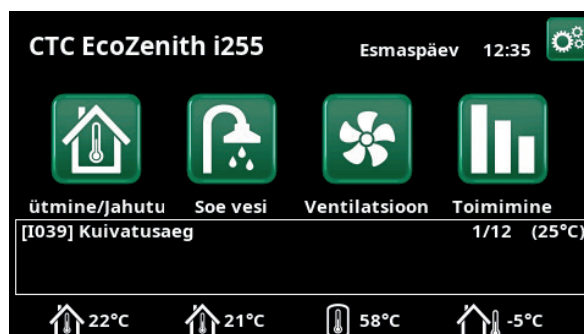 CTC EcoZenith i255 Esmaspäev 12:35
ütmine/Jahutu Soe vesi Ventilatsioon Toimimine
[I039] Kuivatusaeg 1/12 (25°C)
22°C 21°C 58°C -5°C